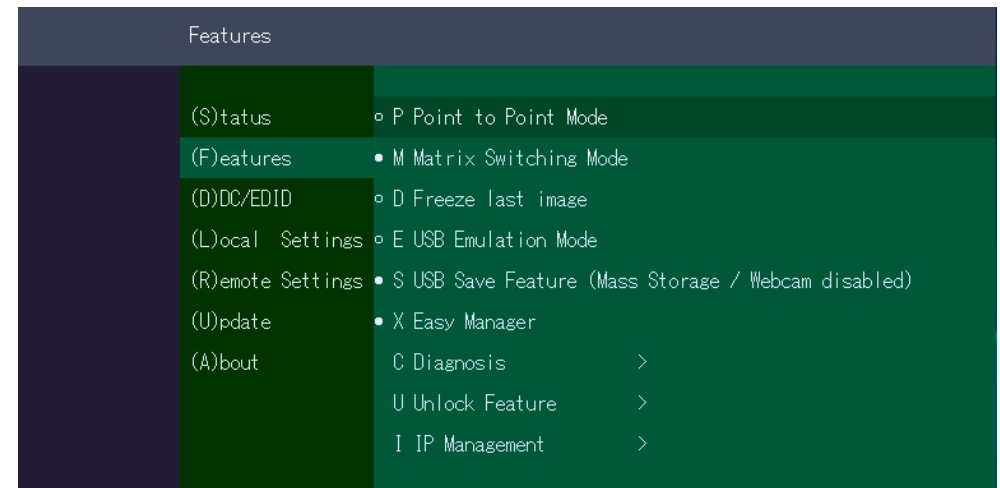 Features
(S)tatus
(F)eatures
(D)DC/EDID
(L)ocal Settings
(R)emote Settings
(U)pdate
(A)bout
○ P Point to Point Mode
● M Matrix Switching Mode
○ D Freeze last image
○ E USB Emulation Mode
● S USB Save Feature (Mass Storage / Webcam disabled)
● X Easy Manager
C Diagnosis >
U Unlock Feature >
I IP Management >